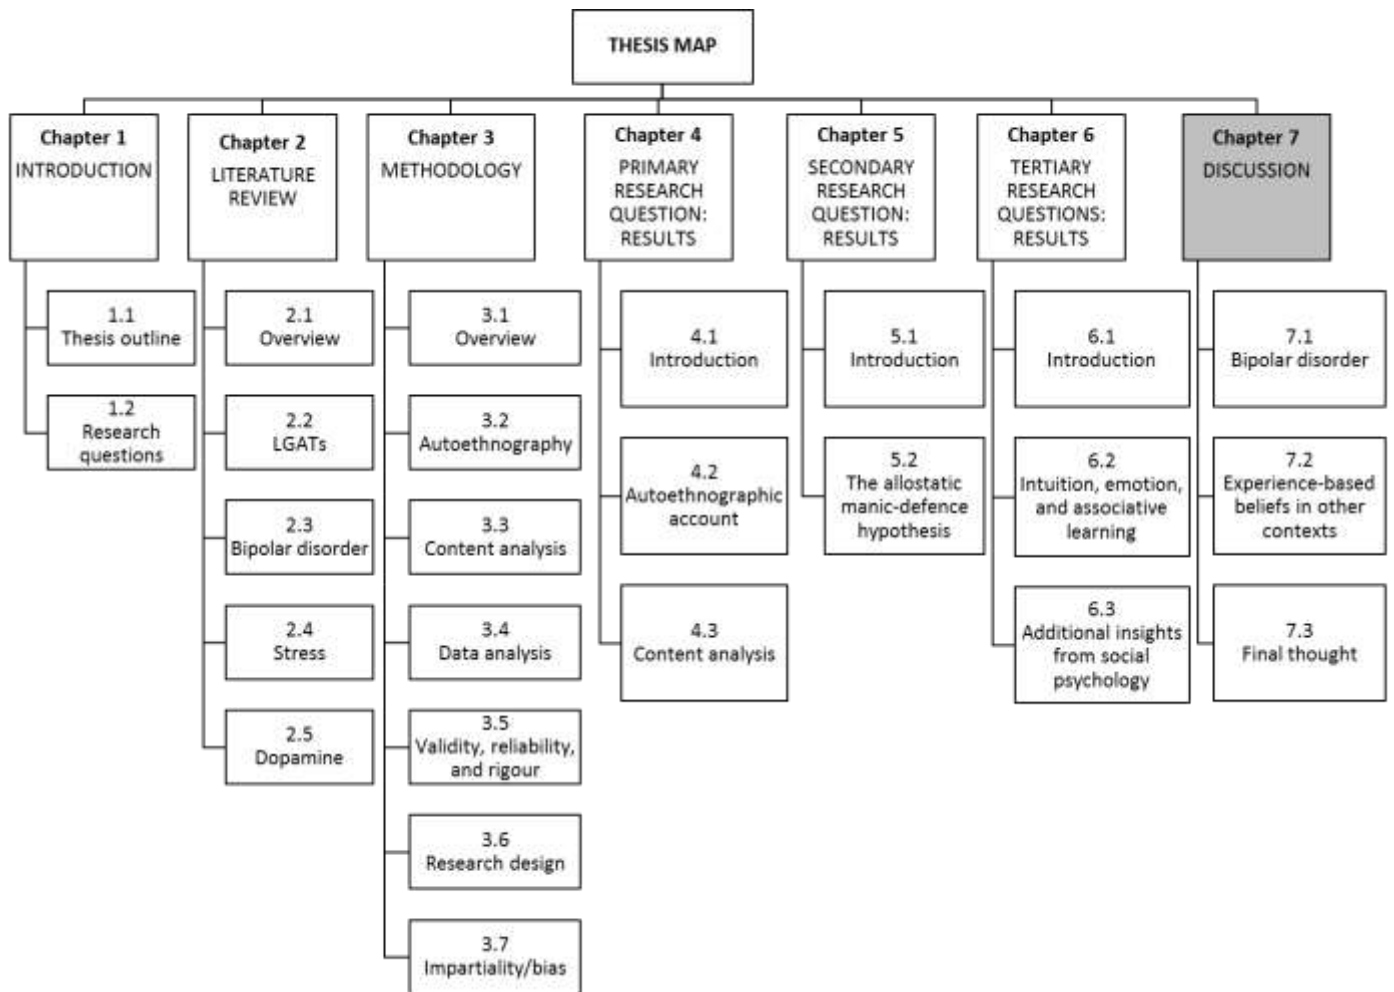 THESIS MAP
Chapter 1
INTRODUCTION
1.1
Thesis outline
1.2
Research
questions
Chapter 2
LITERATURE
REVIEW
2.1
Overview
2.2
LGATs
2.3
Bipolar disorder
2.4
Stress
2.5
Dopamine
Chapter 3
METHODOLOGY
3.1
Overview
3.2
Autoethnography
3.3
Content analysis
3.4
Data analysis
3.5
Validity, reliability,
and rigour
3.6
Research design
3.7
Impartiality/bias
Chapter 4
PRIMARY
RESEARCH
QUESTION:
RESULTS
4.1
Introduction
4.2
Autoethnographic
account
4.3
Content analysis
Chapter 5
SECONDARY
RESEARCH
QUESTION:
RESULTS
5.1
Introduction
5.2
The allostatic
manic-defence
hypothesis
Chapter 6
TERTIARY
RESEARCH
QUESTIONS:
RESULTS
6.1
Introduction
6.2
Intuition, emotion,
and associative
learning
6.3
Additional insights
from social
psychology
Chapter 7
DISCUSSION
7.1
Bipolar disorder
7.2
Experience-based
beliefs in other
contexts
7.3
Final thought